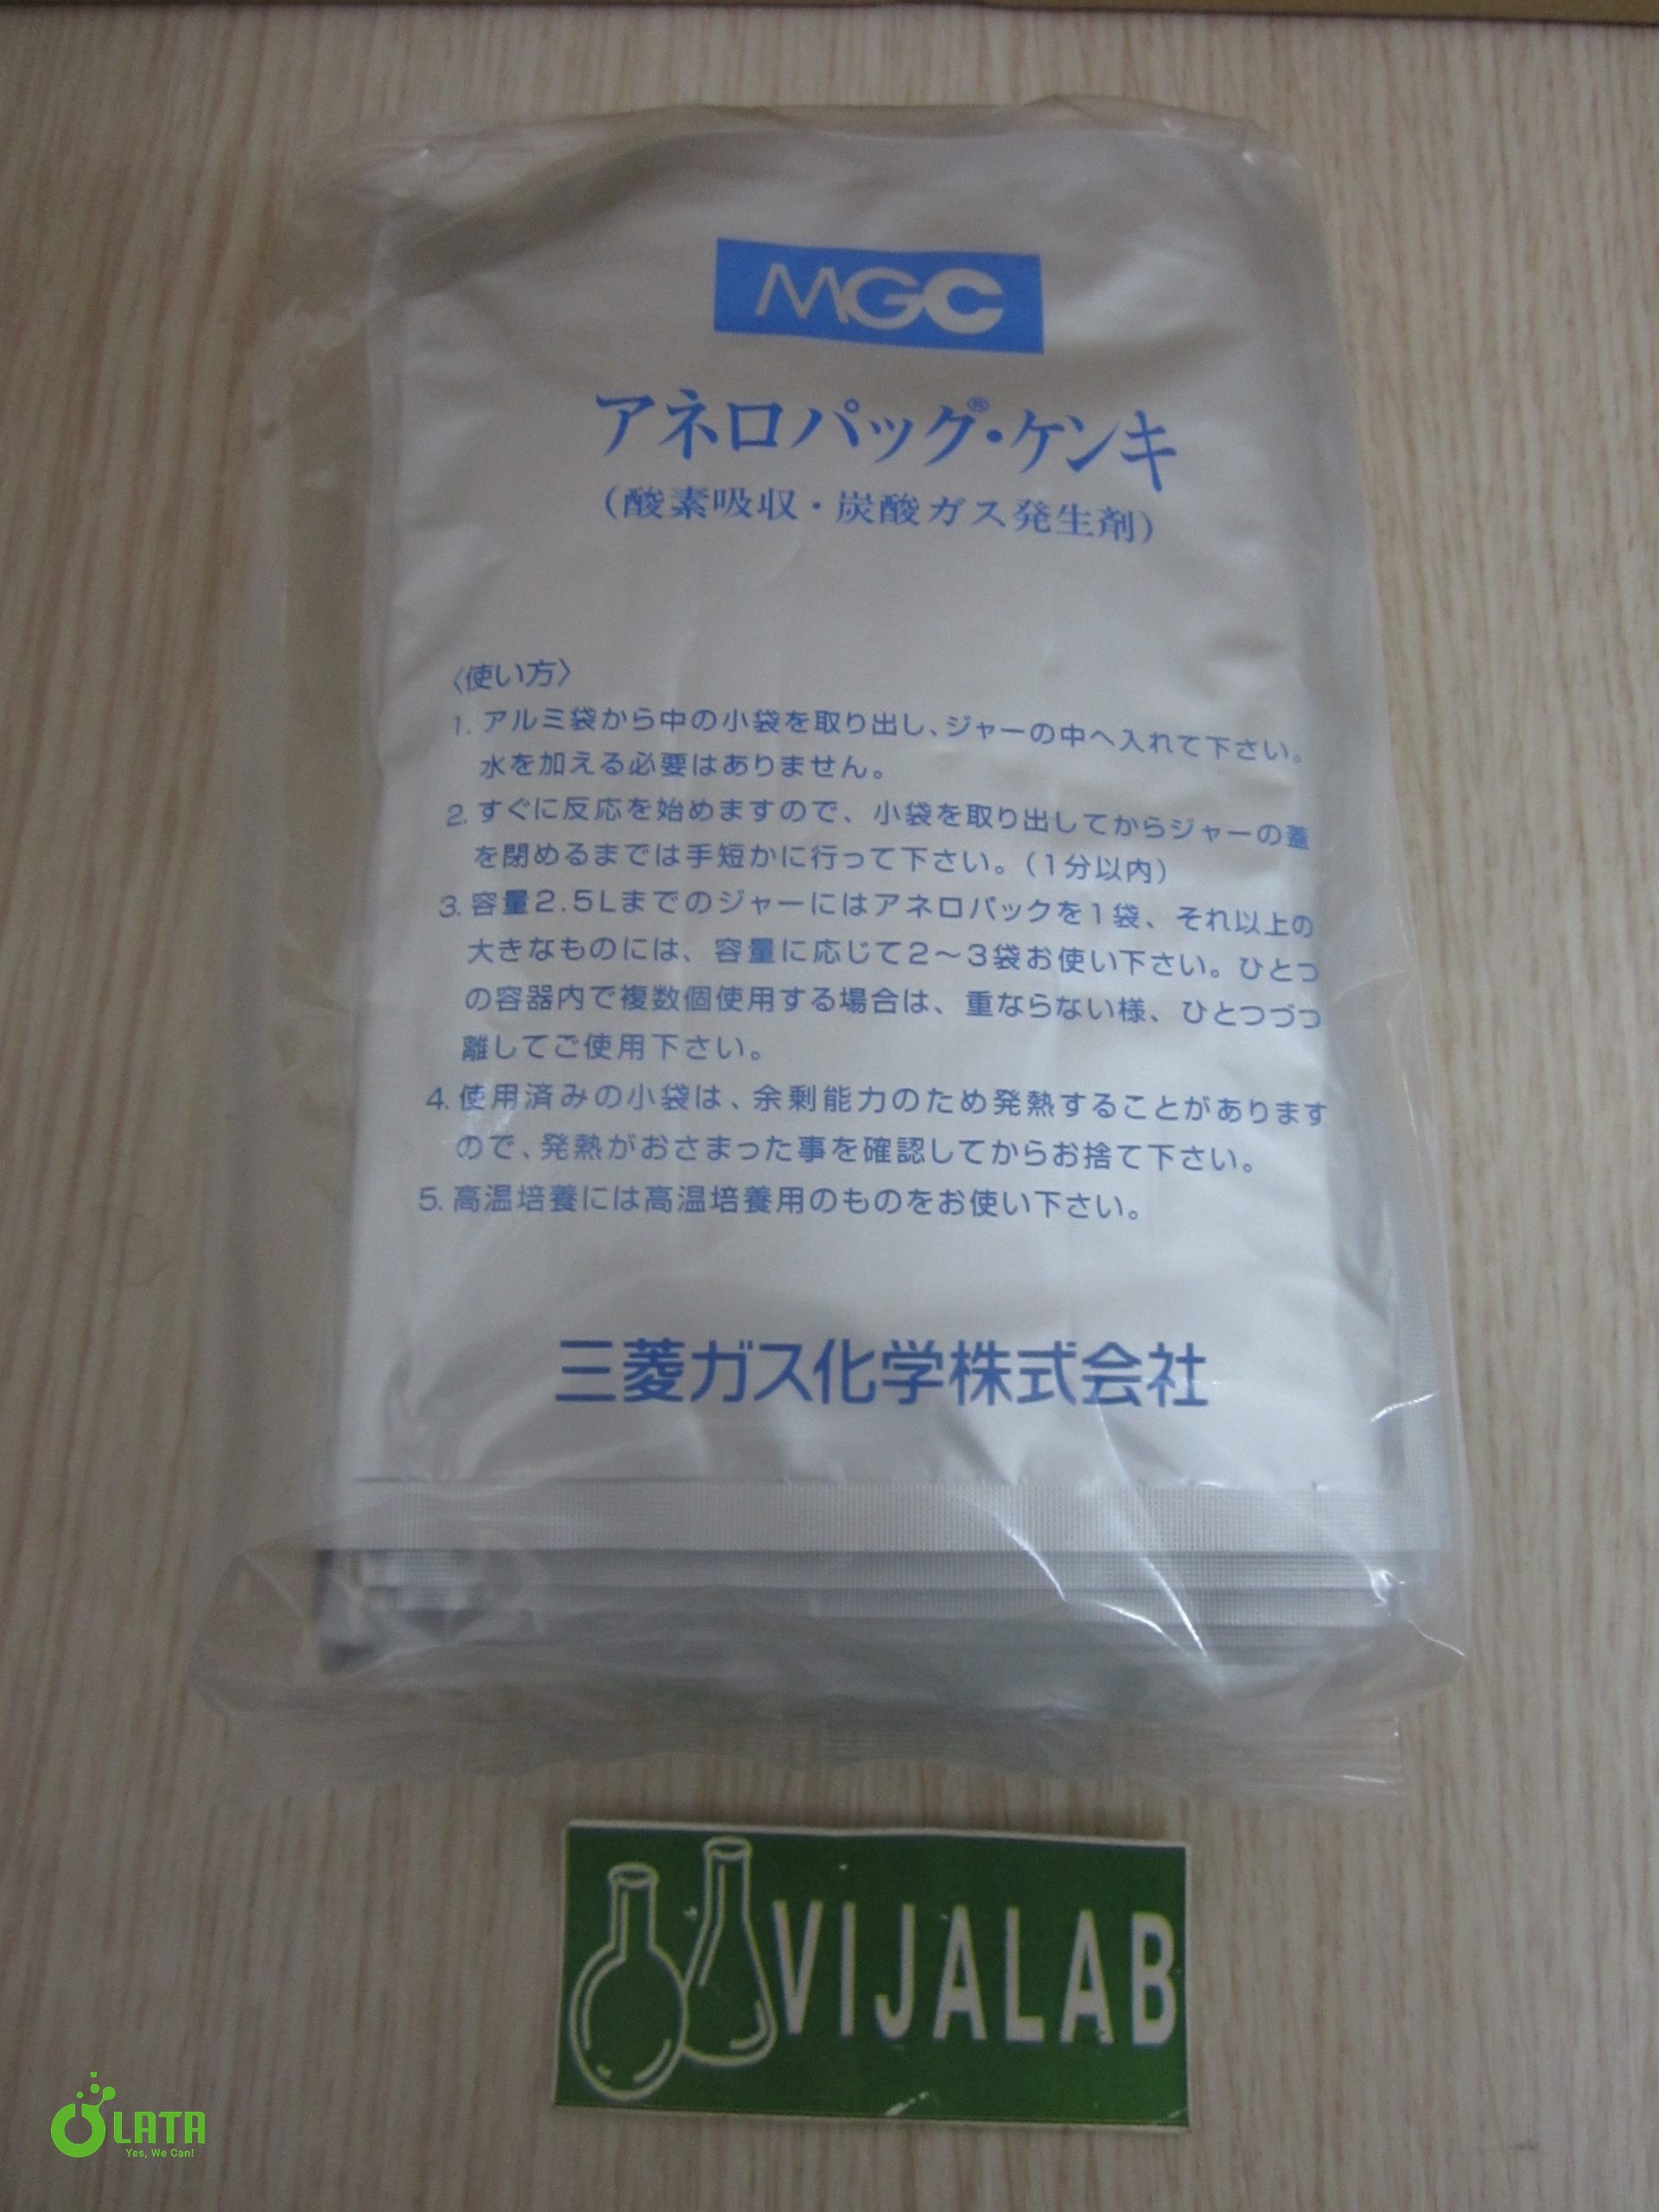 MGC
アネロパック®・ケンキ
(酸素吸収・炭酸ガス発生剤)
〈使い方〉
1. アルミ袋から中の小袋を取り出し、ジャーの中へ入れて下さい。
水を加える必要はありません。
2. すぐに反応を始めますので、小袋を取り出してからジャーの蓋
を閉めるまでは手短かに行って下さい。(1分以内)
3. 容量2.5Lまでのジャーにはアネロパックを1袋、それ以上の
大きなものには、容量に応じて2～3袋お使い下さい。ひとつ
の容器内で複数個使用する場合は、重ならない様、ひとつづつ
離してご使用下さい。
4. 使用済みの小袋は、余剰能力のため発熱することがあります
ので、発熱がおさまった事を確認してからお捨て下さい。
5. 高温培養には高温培養用のものをお使い下さい。
三菱ガス化学株式会社
VIJALAB
LATA
Yes, We Can!